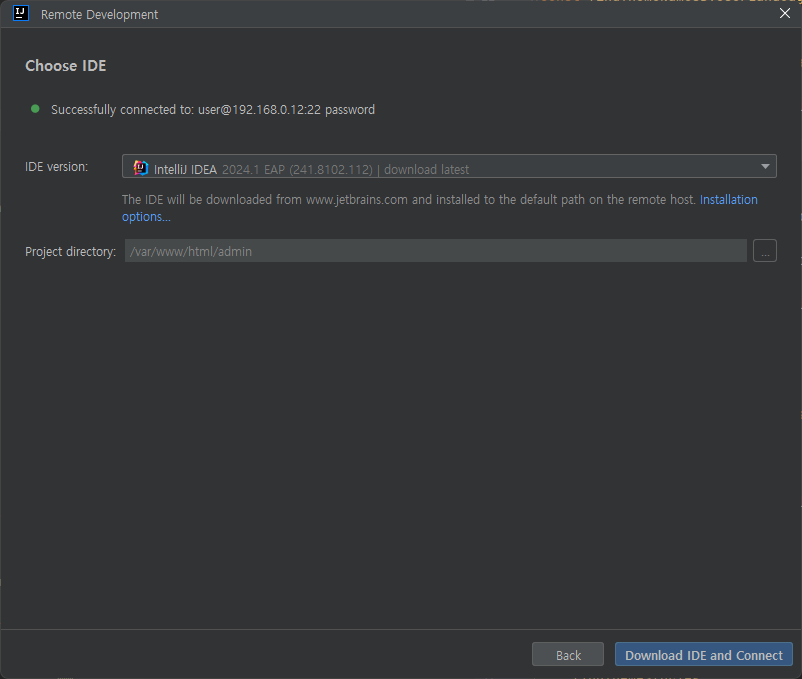 IJ Remote Development
Choose IDE
Successfully connected to: user@192.168.0.12:22 password
IDE version: IJ IntelliJ IDEA 2024.1 EAP (241.8102.112) | download latest
The IDE will be downloaded from www.jetbrains.com and installed to the default path on the remote host. Installation
options...
Project directory: /var/www/html/admin ...
Back Download IDE and Connect